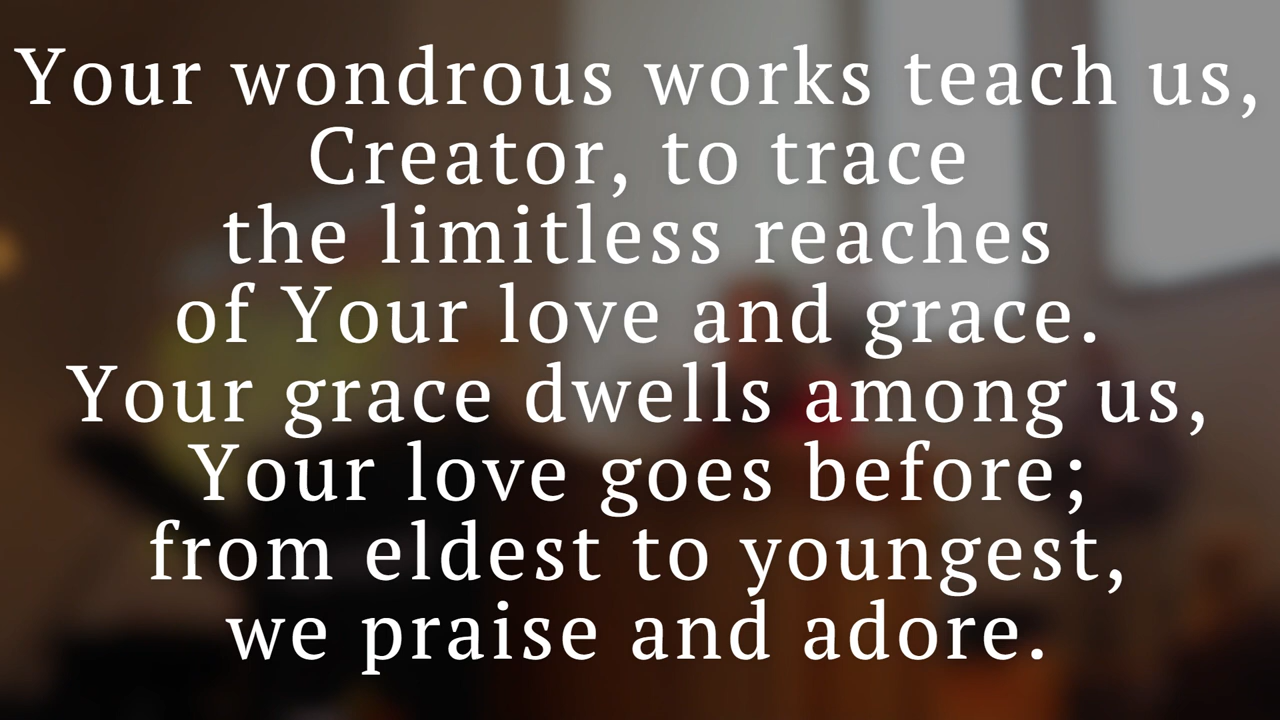 Your wondrous works teach us,
Creator, to trace
the limitless reaches
of Your love and grace.
Your grace dwells among us,
Your love goes before;
from eldest to youngest,
we praise and adore.